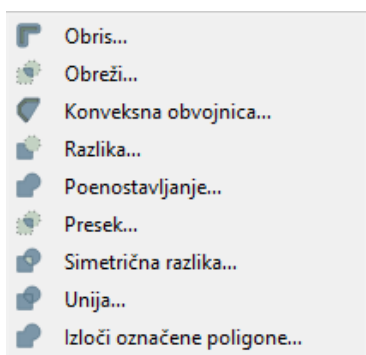 Obris...
Obreži...
Konveksna obvojnica...
Razlika...
Poenostavljanje...
Presek...
Simetrična razlika...
Unija...
Izloči označene poligone...